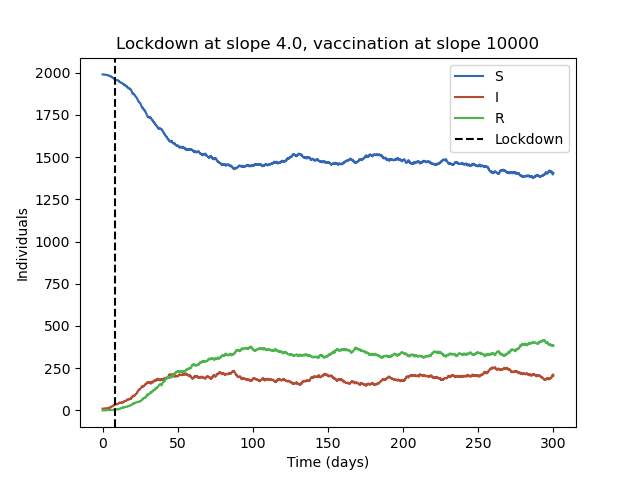 Lockdown at slope 4.0, vaccination at slope 10000
S
I
R
Lockdown
Individuals
2000
1750
1500
1250
1000
750
500
250
0
0 50 100 150 200 250 300
Time (days)